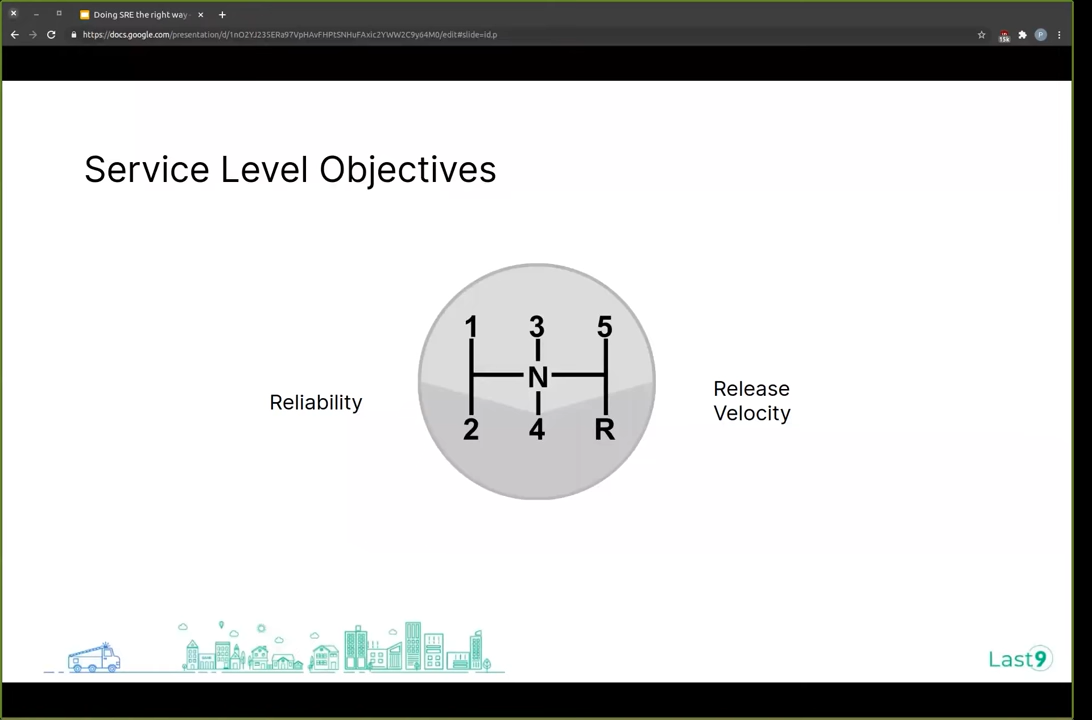 Doing SRE the right way
https://docs.google.com/presentation/d/1nO2YJ235ERa97VpHAvFHPtSNHuFAxic2YWW2C9y64M0/edit#slide=id.p
15k
P
Service Level Objectives
1 3 5
N
2 4 R
Reliability
Release
Velocity
Last9